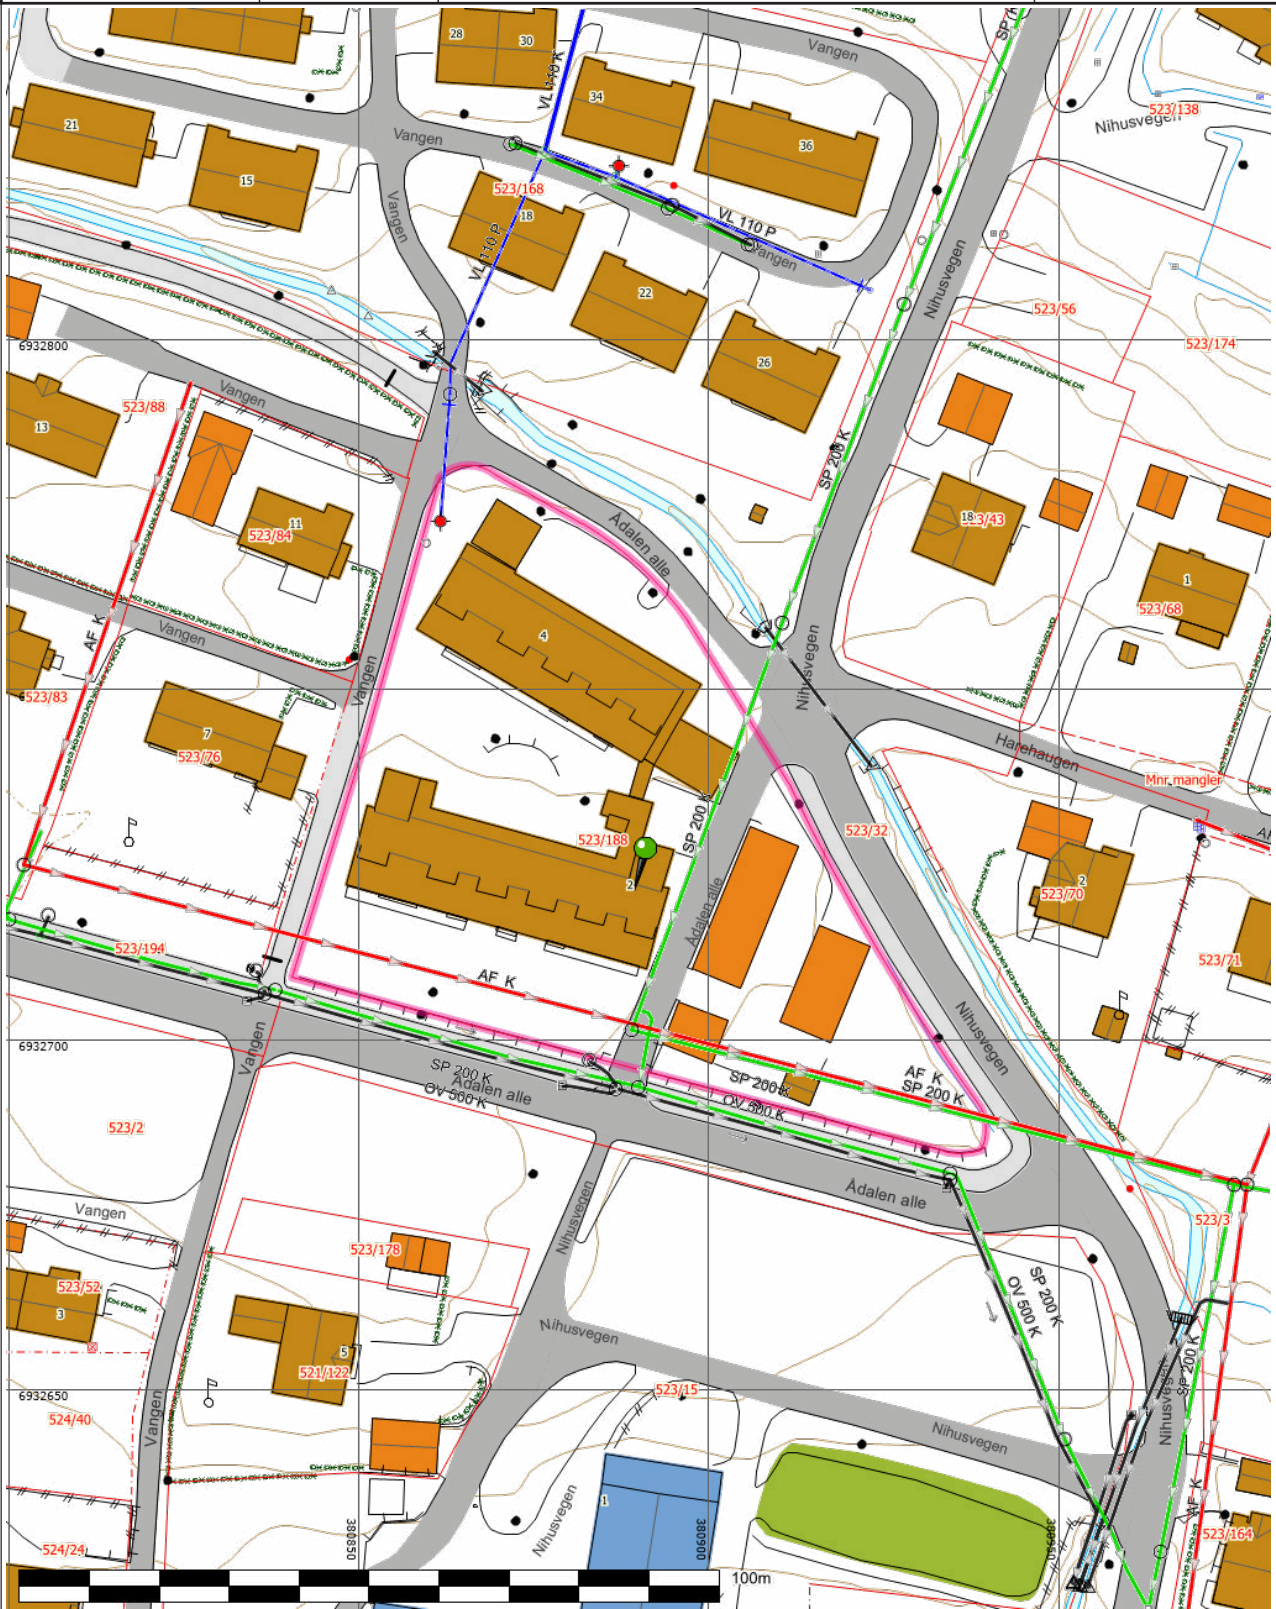 28
30
Vangen
SP K
VL 110 K
34
523/138
Nihusvegen
21
Vangen
36
15
523/168
18
Vangen
VL 110 P
VL 110 P
Vangen
22
Nihusvegen
523/56
6932800
523/174
26
Vangen
523/88
13
SP 200 K
11
523/84
Ådalen alle
18
523/43
1
523/68
AF K
Vangen
4
Vangen
Nihusvegen
523/83
7
523/76
Harehaugen
Mnr mangler
523/188
SP 200 K
523/32
2
2
523/70
Ådalen alle
523/194
AF K
523/71
Nihusvegen
6932700
Vangen
SP 200 K
OV 500 K
Ådalen alle
SP 200 K
OV 500 K
AF K
SP 200 K
523/2
Ådalen alle
Vangen
Nihusvegen
523/3
523/178
523/52
3
SP 200 K
OV 500 K
Nihusvegen
5
521/122
SP 200 K
Nihusvegen
6932650
523/15
524/40
Vangen
Nihusvegen
AF K
1
Nihusvegen
380850
380900
380950
523/164
524/24
100m